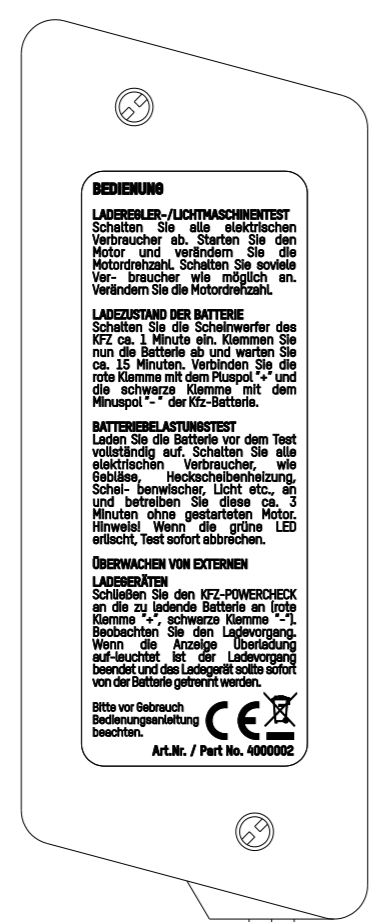 BEDIENUNG
LADEREGLER-/LICHTMASCHINENTEST
Schalten Sie alle elektrischen
Verbraucher ab. Starten Sie den
Motor und verändern Sie die
Motordrehzahl. Schalten Sie soviele
Ver- braucher wie möglich an.
Verändern Sie die Motordrehzahl.
LADEZUSTAND DER BATTERIE
Schalten Sie die Scheinwerfer des
KFZ ca. 1 Minute ein. Klemmen Sie
nun die Batterie ab und warten Sie
ca. 15 Minuten. Verbinden Sie die
rote Klemme mit dem Pluspol "+" und
die schwarze Klemme mit dem
Minuspol "- " der Kfz-Batterie.
BATTERIEBELASTUNGSTEST
Laden Sie die Batterie vor dem Test
vollständig auf. Schalten Sie alle
elektrischen Verbraucher, wie
Gebläse, Heckscheibenheizung,
Schei- benwischer, Licht etc., an
und betreiben Sie diese ca. 3
Minuten ohne gestarteten Motor.
Hinweis! Wenn die grüne LED
erlischt, Test sofort abbrechen.
ÜBERWACHEN VON EXTERNEN
LADEGERÄTEN
Schließen Sie den KFZ-POWERCHECK
an die zu ladende Batterie an (rote
Klemme "+", schwarze Klemme "-").
Beobachten Sie den Ladevorgang.
Wenn die Anzeige Überladung
auf-leuchtet ist der Ladevorgang
beendet und das Ladegerät sollte sofort
von der Batterie getrennt werden.
Bitte vor Gebrauch
Bedienungsanleitung
beachten.
CE
Art.Nr. / Part No. 4000002